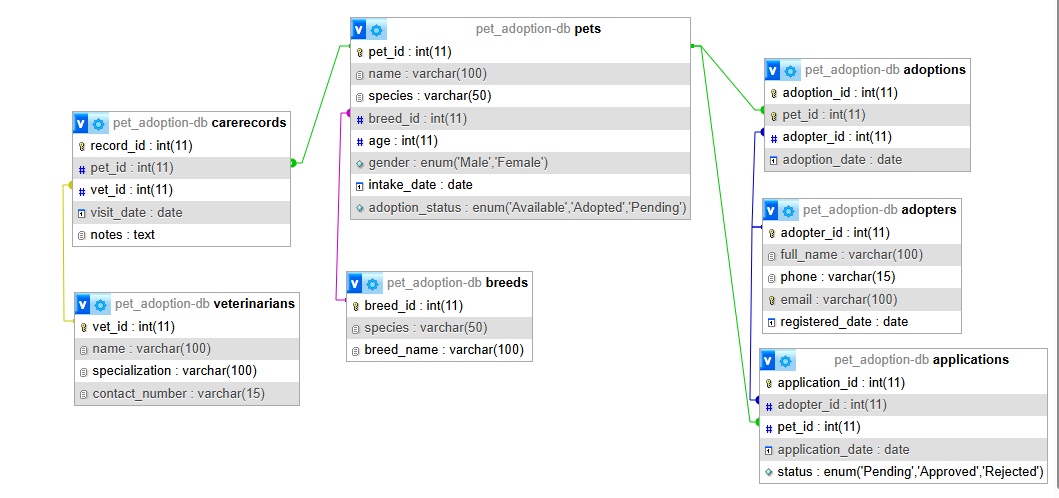 pet_adoption-db pets
pet_id : int(11)
name : varchar(100)
species : varchar(50)
breed_id : int(11)
age : int(11)
gender : enum('Male','Female')
intake_date : date
adoption_status : enum('Available','Adopted','Pending')
pet_adoption-db carerecords
record_id : int(11)
pet_id : int(11)
vet_id : int(11)
visit_date : date
notes : text
pet_adoption-db veterinarians
vet_id : int(11)
name : varchar(100)
specialization : varchar(100)
contact_number : varchar(15)
pet_adoption-db breeds
breed_id : int(11)
species : varchar(50)
breed_name : varchar(100)
pet_adoption-db adoptions
adoption_id : int(11)
pet_id : int(11)
adopter_id : int(11)
adoption_date : date
pet_adoption-db adopters
adopter_id : int(11)
full_name : varchar(100)
phone : varchar(15)
email : varchar(100)
registered_date : date
pet_adoption-db applications
application_id : int(11)
adopter_id : int(11)
pet_id : int(11)
application_date : date
status : enum('Pending','Approved','Rejected')